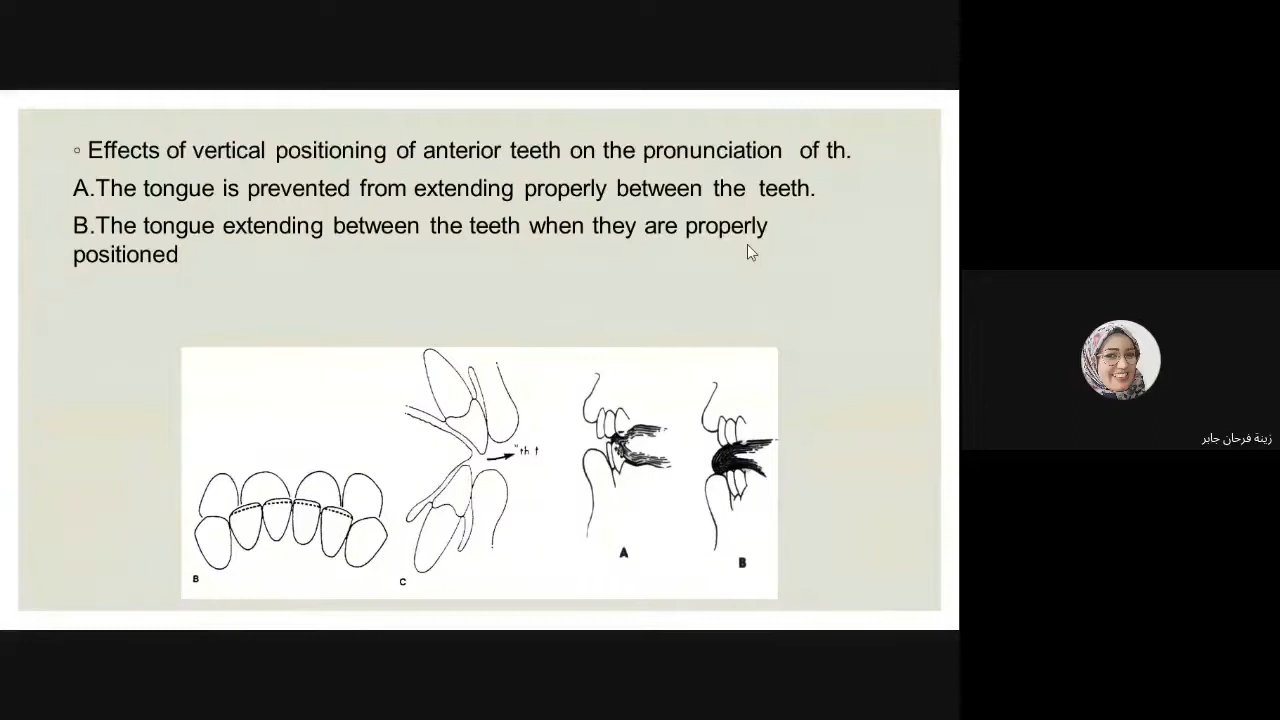 ◦ Effects of vertical positioning of anterior teeth on the pronunciation of th.
A.The tongue is prevented from extending properly between the teeth.
B.The tongue extending between the teeth when they are properly
positioned
"th
A
B
B
C
زينة فرحان جابر